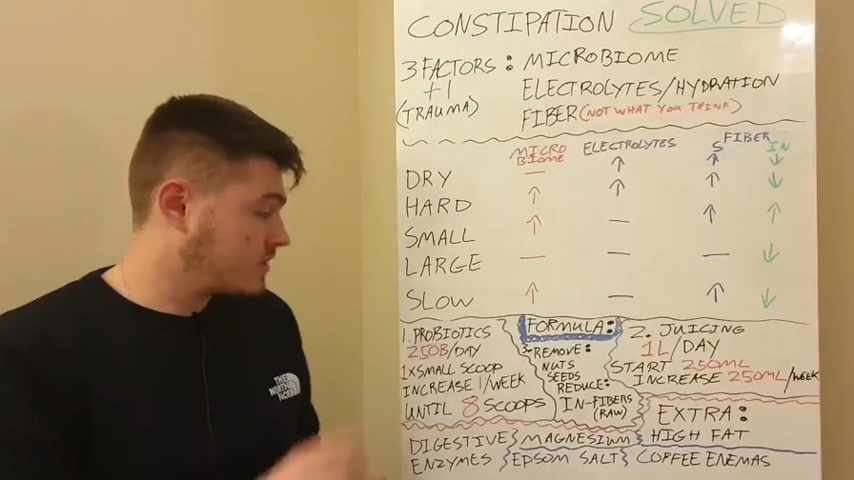 CONSTIPATION SOLVED
3 FACTORS: MICROBIOME
+1 ELECTROLYTES/HYDRATION
(TRAUMA) FIBER (NOT WHAT YOU THINK)
MICRO BIOME ELECTROLYTES S FIBER IN
DRY — ↑ ↑ ↓
HARD ↑ ↑ ↑ ↓
SMALL ↑ — ↑ ↑
LARGE — — — ↓
SLOW ↑ — ↑ ↓
FORMULA:
1. PROBIOTICS
250B/DAY
1x SMALL SCOOP
INCREASE 1/WEEK
UNTIL 8 SCOOPS
3. REMOVE:
NUTS
SEEDS
REDUCE:
IN-FIBERS
(RAW)
2. JUICING
1L/DAY
START 250ML
INCREASE 250ML/WEEK
EXTRA:
DIGESTIVE ENZYMES
MAGNESIUM
EPSOM SALT
HIGH FAT
COFFEE ENEMAS
THE NORTH FACE